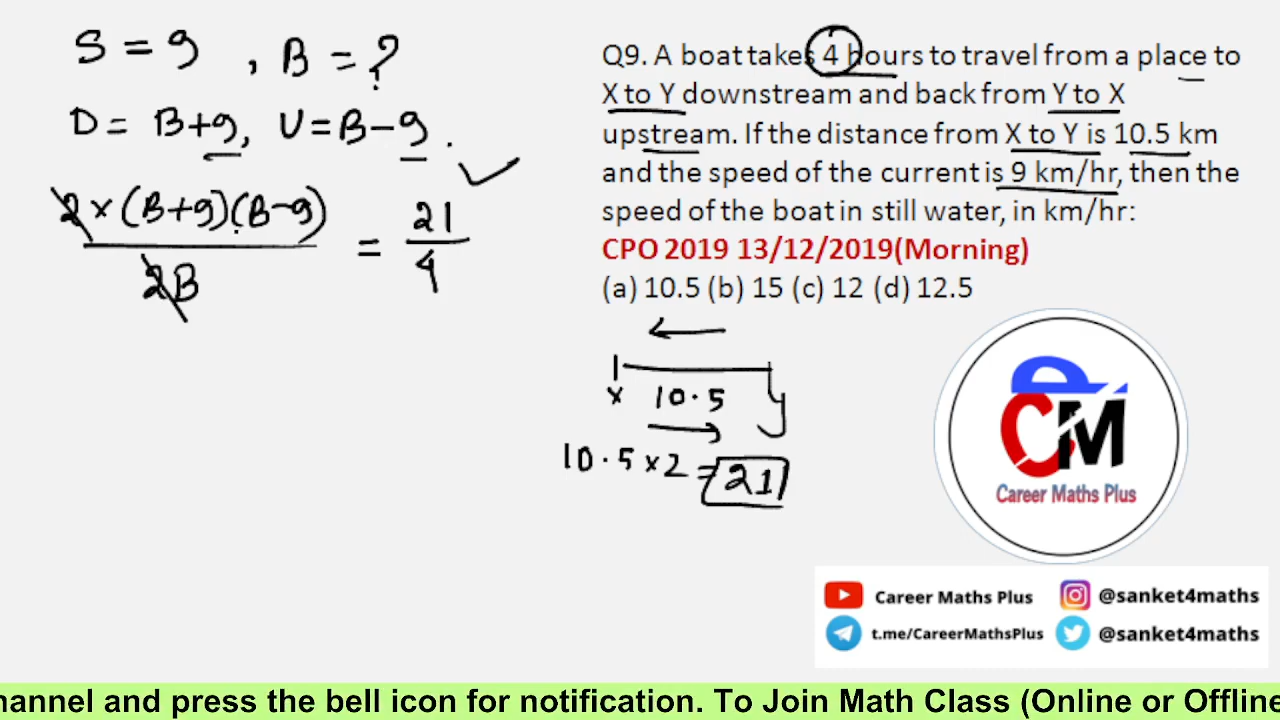 S = 9 , B = ?
D = B+9, U = B-9 .
2 × (B+9)(B-9)
2B
= 21
4
Q9. A boat takes 4 hours to travel from a place to
X to Y downstream and back from Y to X
upstream. If the distance from X to Y is 10.5 km
and the speed of the current is 9 km/hr, then the
speed of the boat in still water, in km/hr:
CPO 2019 13/12/2019(Morning)
(a) 10.5 (b) 15 (c) 12 (d) 12.5
x 10.5 y
10.5 × 2 = 21
e
CM
Career Maths Plus
Career Maths Plus @sanket4maths
t.me/CareerMathsPlus @sanket4maths
hannel and press the bell icon for notification. To Join Math Class (Online or Offline